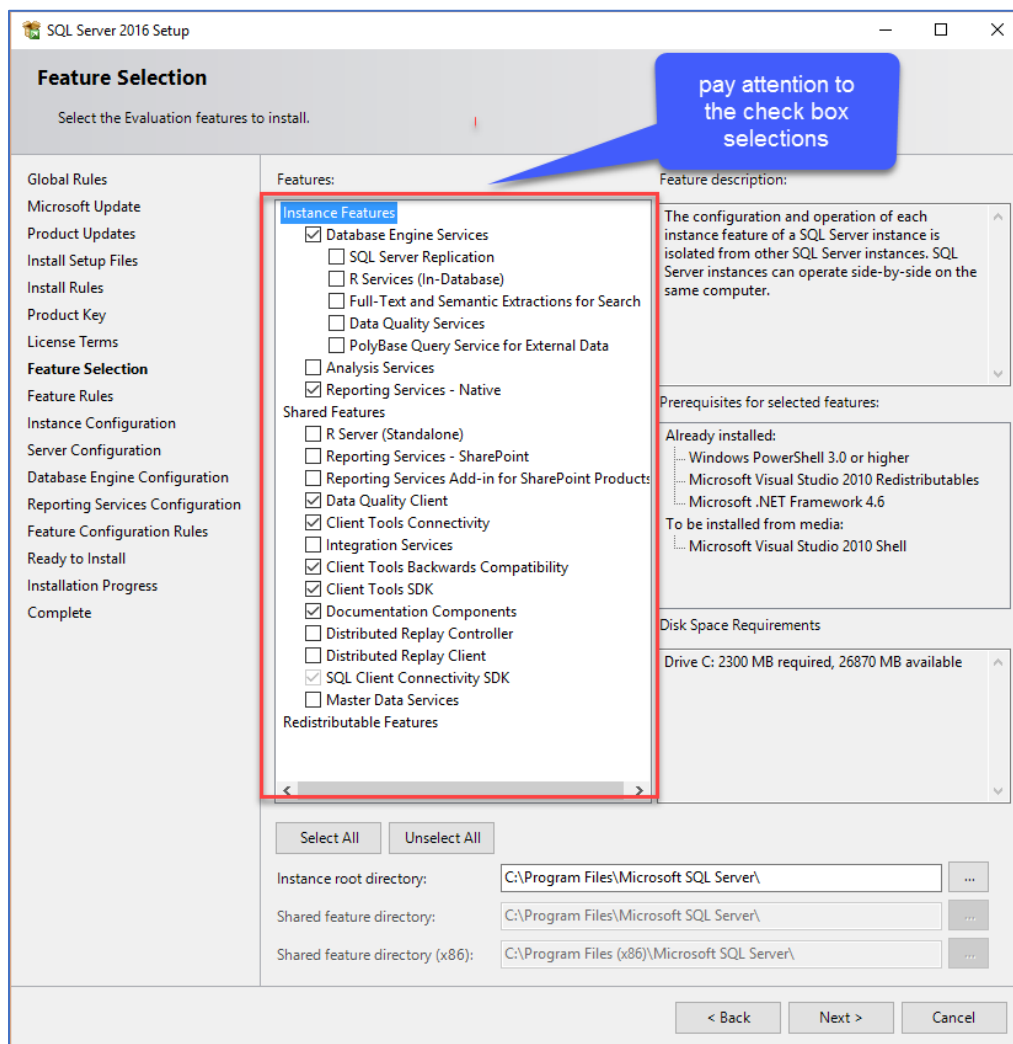 SQL Server 2016 Setup
Feature Selection
Select the Evaluation features to install.
pay attention to
the check box
selections
Global Rules
Microsoft Update
Product Updates
Install Setup Files
Install Rules
Product Key
License Terms
Feature Selection
Feature Rules
Instance Configuration
Server Configuration
Database Engine Configuration
Reporting Services Configuration
Feature Configuration Rules
Ready to Install
Installation Progress
Complete
Features:
Instance Features
Database Engine Services
SQL Server Replication
R Services (In-Database)
Full-Text and Semantic Extractions for Search
Data Quality Services
PolyBase Query Service for External Data
Analysis Services
Reporting Services - Native
Shared Features
R Server (Standalone)
Reporting Services - SharePoint
Reporting Services Add-in for SharePoint Products
Data Quality Client
Client Tools Connectivity
Integration Services
Client Tools Backwards Compatibility
Client Tools SDK
Documentation Components
Distributed Replay Controller
Distributed Replay Client
SQL Client Connectivity SDK
Master Data Services
Redistributable Features
Feature description:
The configuration and operation of each
instance feature of a SQL Server instance is
isolated from other SQL Server instances. SQL
Server instances can operate side-by-side on the
same computer.
Prerequisites for selected features:
Already installed:
Windows PowerShell 3.0 or higher
Microsoft Visual Studio 2010 Redistributables
Microsoft .NET Framework 4.6
To be installed from media:
Microsoft Visual Studio 2010 Shell
Disk Space Requirements
Drive C: 2300 MB required, 26870 MB available
Select All
Unselect All
Instance root directory:
C:\Program Files\Microsoft SQL Server\
...
Shared feature directory:
C:\Program Files\Microsoft SQL Server\
...
Shared feature directory (x86):
C:\Program Files (x86)\Microsoft SQL Server\
...
< Back
Next >
Cancel